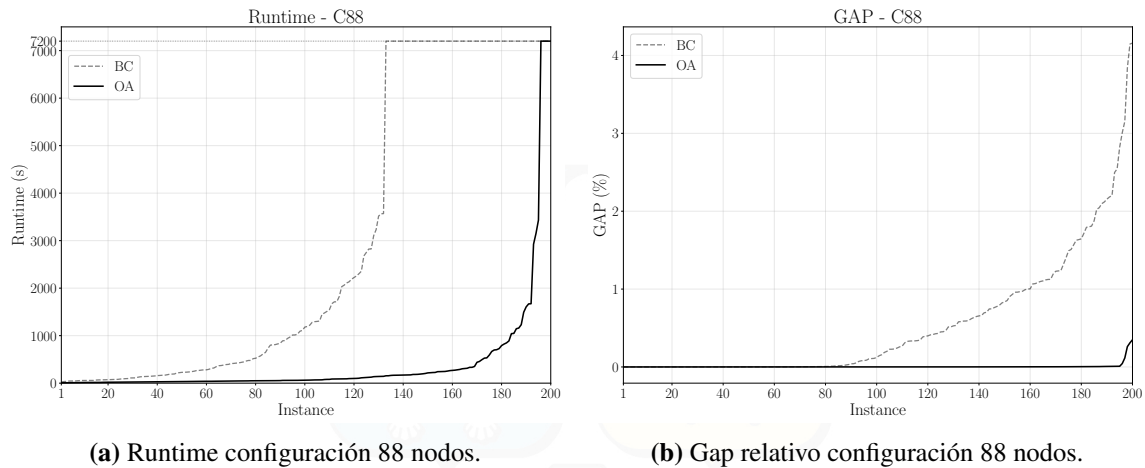 Runtime - C88
7200
7000
6000
5000
4000
3000
2000
1000
0
Runtime (s)
BC
OA
1 20 40 60 80 100 120 140 160 180 200
Instance
(a) Runtime configuración 88 nodos.
GAP - C88
4
3
2
1
0
GAP (%)
BC
OA
1 20 40 60 80 100 120 140 160 180 200
Instance
(b) Gap relativo configuración 88 nodos.